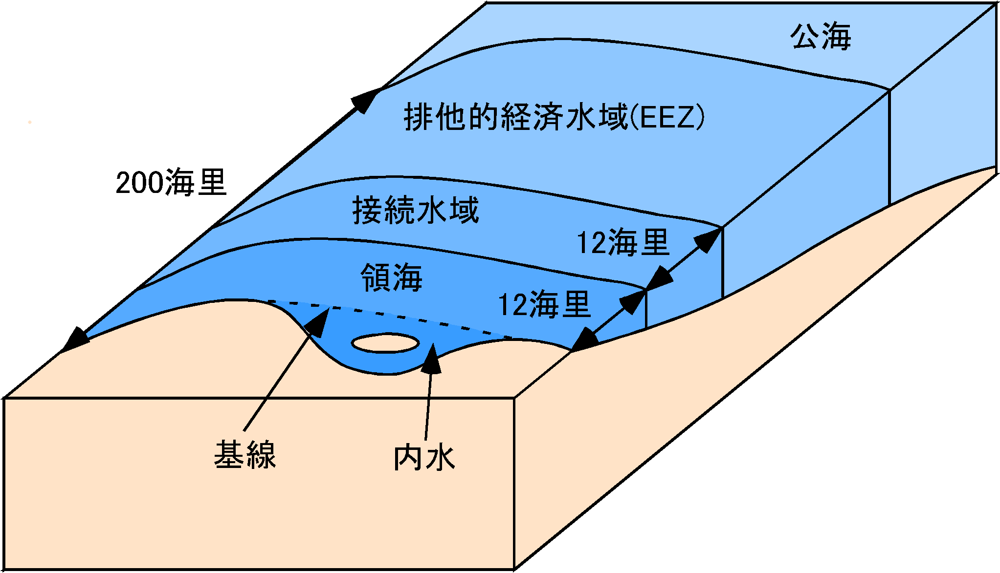 公海
排他的経済水域(EEZ)
200海里
接続水域
12海里
領海
12海里
基線
内水